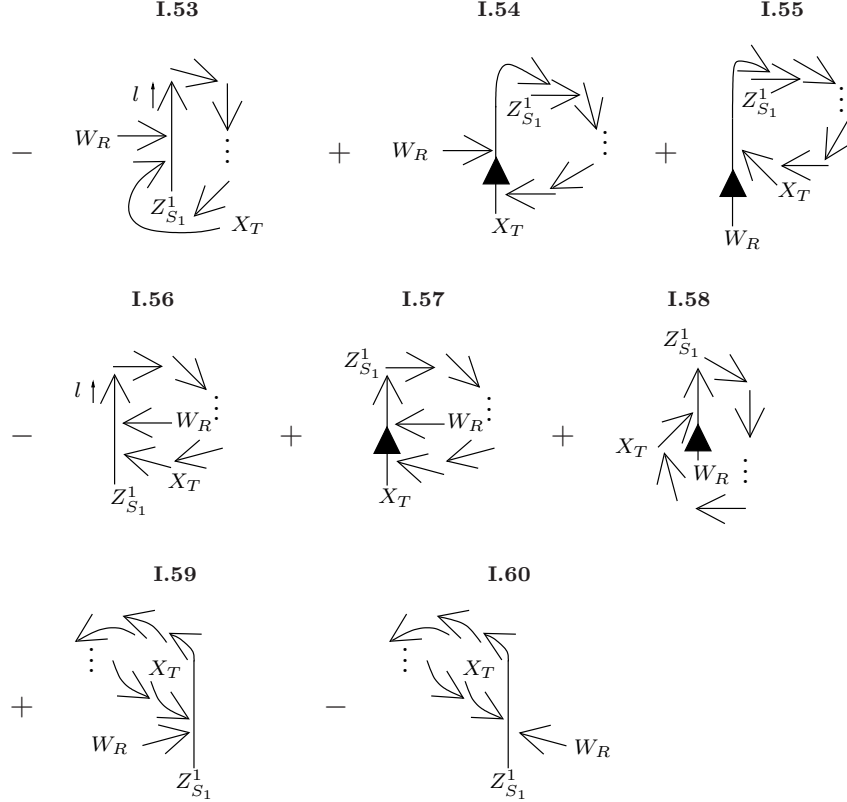 I.53 I.54 I.55
l
− W_R + W_R Z^1_{S_1} + Z^1_{S_1}
Z^1_{S_1} X_T X_T X_T
W_R
I.56 I.57 I.58
Z^1_{S_1} Z^1_{S_1}
l
− W_R + W_R + X_T
X_T W_R
Z^1_{S_1} X_T
I.59 I.60
X_T X_T
+ −
W_R W_R
Z^1_{S_1} Z^1_{S_1}